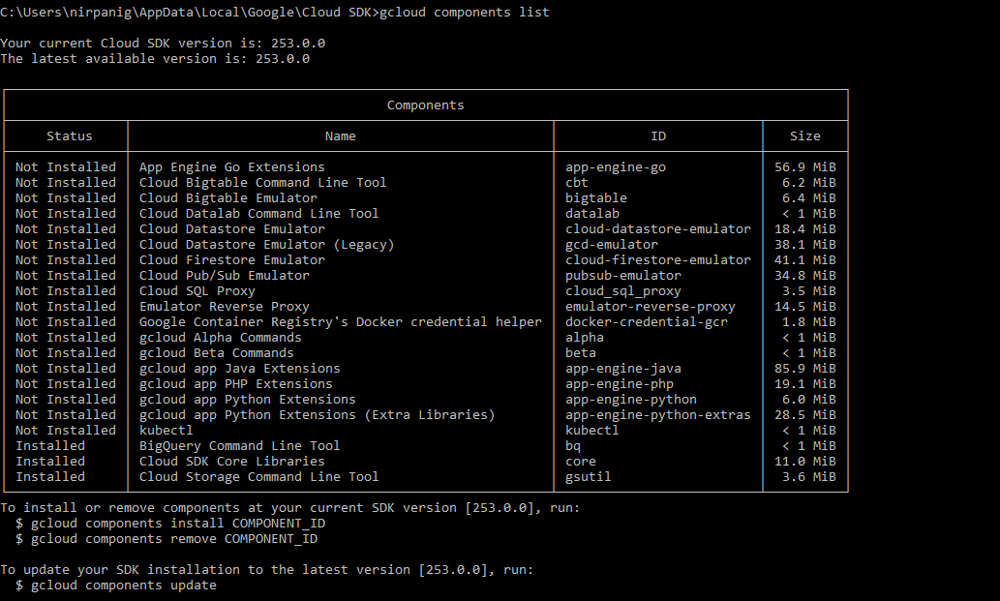 C:\Users\nirpanig\AppData\Local\Google\Cloud SDK>gcloud components list
Your current Cloud SDK version is: 253.0.0
The latest available version is: 253.0.0
Components
Status Name ID Size
Not Installed App Engine Go Extensions app-engine-go 56.9 MiB
Not Installed Cloud Bigtable Command Line Tool cbt 6.2 MiB
Not Installed Cloud Bigtable Emulator bigtable 6.4 MiB
Not Installed Cloud Datalab Command Line Tool datalab < 1 MiB
Not Installed Cloud Datastore Emulator cloud-datastore-emulator 18.4 MiB
Not Installed Cloud Datastore Emulator (Legacy) gcd-emulator 38.1 MiB
Not Installed Cloud Firestore Emulator cloud-firestore-emulator 41.1 MiB
Not Installed Cloud Pub/Sub Emulator pubsub-emulator 34.8 MiB
Not Installed Cloud SQL Proxy cloud_sql_proxy 3.5 MiB
Not Installed Emulator Reverse Proxy emulator-reverse-proxy 14.5 MiB
Not Installed Google Container Registry's Docker credential helper docker-credential-gcr 1.8 MiB
Not Installed gcloud Alpha Commands alpha < 1 MiB
Not Installed gcloud Beta Commands beta < 1 MiB
Not Installed gcloud app Java Extensions app-engine-java 85.9 MiB
Not Installed gcloud app PHP Extensions app-engine-php 19.1 MiB
Not Installed gcloud app Python Extensions app-engine-python 6.0 MiB
Not Installed gcloud app Python Extensions (Extra Libraries) app-engine-python-extras 28.5 MiB
Not Installed kubectl kubectl < 1 MiB
Installed BigQuery Command Line Tool bq < 1 MiB
Installed Cloud SDK Core Libraries core 11.0 MiB
Installed Cloud Storage Command Line Tool gsutil 3.6 MiB
To install or remove components at your current SDK version [253.0.0], run:
$ gcloud components install COMPONENT_ID
$ gcloud components remove COMPONENT_ID
To update your SDK installation to the latest version [253.0.0], run:
$ gcloud components update